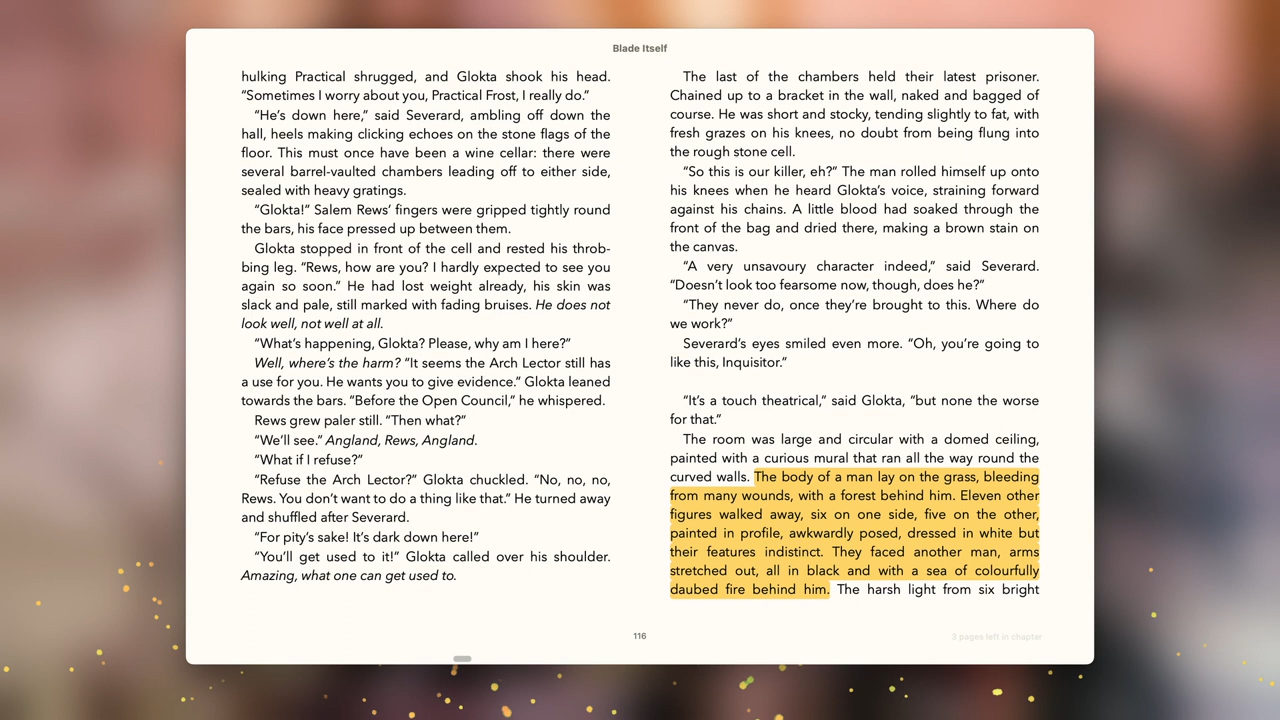 Blade Itself
hulking Practical shrugged, and Glokta shook his head.
“Sometimes I worry about you, Practical Frost, I really do.”
“He’s down here,” said Severard, ambling off down the
hall, heels making clicking echoes on the stone flags of the
floor. This must once have been a wine cellar: there were
several barrel-vaulted chambers leading off to either side,
sealed with heavy gratings.
“Glokta!” Salem Rews’ fingers were gripped tightly round
the bars, his face pressed up between them.
Glokta stopped in front of the cell and rested his throb-
bing leg. “Rews, how are you? I hardly expected to see you
again so soon.” He had lost weight already, his skin was
slack and pale, still marked with fading bruises. He does not
look well, not well at all.
“What’s happening, Glokta? Please, why am I here?”
Well, where’s the harm? “It seems the Arch Lector still has
a use for you. He wants you to give evidence.” Glokta leaned
towards the bars. “Before the Open Council,” he whispered.
Rews grew paler still. “Then what?”
“We’ll see.” Angland, Rews, Angland.
“What if I refuse?”
“Refuse the Arch Lector?” Glokta chuckled. “No, no, no,
Rews. You don’t want to do a thing like that.” He turned away
and shuffled after Severard.
“For pity’s sake! It’s dark down here!”
“You’ll get used to it!” Glokta called over his shoulder.
Amazing, what one can get used to.
The last of the chambers held their latest prisoner.
Chained up to a bracket in the wall, naked and bagged of
course. He was short and stocky, tending slightly to fat, with
fresh grazes on his knees, no doubt from being flung into
the rough stone cell.
“So this is our killer, eh?” The man rolled himself up onto
his knees when he heard Glokta’s voice, straining forward
against his chains. A little blood had soaked through the
front of the bag and dried there, making a brown stain on
the canvas.
“A very unsavoury character indeed,” said Severard.
“Doesn’t look too fearsome now, though, does he?”
“They never do, once they’re brought to this. Where do
we work?”
Severard’s eyes smiled even more. “Oh, you’re going to
like this, Inquisitor.”
“It’s a touch theatrical,” said Glokta, “but none the worse
for that.”
The room was large and circular with a domed ceiling,
painted with a curious mural that ran all the way round the
curved walls. The body of a man lay on the grass, bleeding
from many wounds, with a forest behind him. Eleven other
figures walked away, six on one side, five on the other,
painted in profile, awkwardly posed, dressed in white but
their features indistinct. They faced another man, arms
stretched out, all in black and with a sea of colourfully
daubed fire behind him. The harsh light from six bright
116
3 pages left in chapter